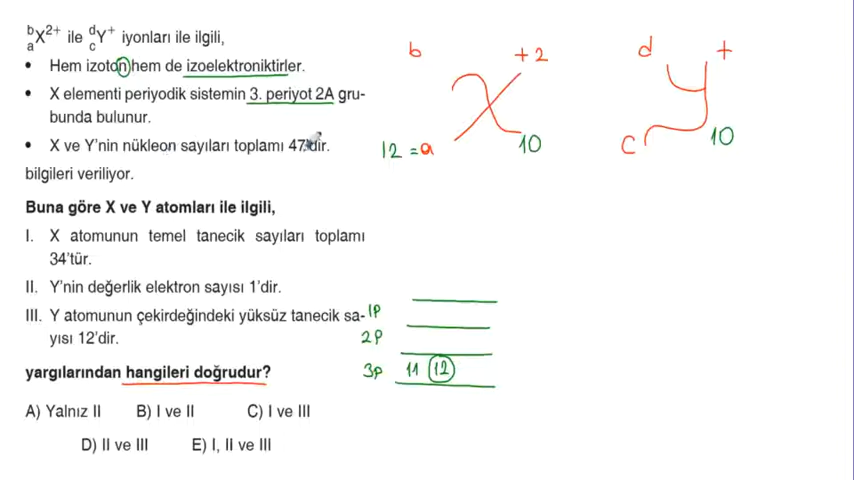 ᵇₐX²⁺ ile ᵈ꜀Y⁺ iyonları ile ilgili,
• Hem izoton hem de izoelektroniktirler.
• X elementi periyodik sistemin 3. periyot 2A gru-
bunda bulunur.
• X ve Y'nin nükleon sayıları toplamı 47'dir.
bilgileri veriliyor.
Buna göre X ve Y atomları ile ilgili,
I. X atomunun temel tanecik sayıları toplamı
34'tür.
II. Y'nin değerlik elektron sayısı 1'dir.
III. Y atomunun çekirdeğindeki yüksüz tanecik sa-
yısı 12'dir.
yargılarından hangileri doğrudur?
A) Yalnız II B) I ve II C) I ve III
D) II ve III E) I, II ve III
b +2
X
12 = a 10
d +
y
c 10
1p
2p
3p 11 12